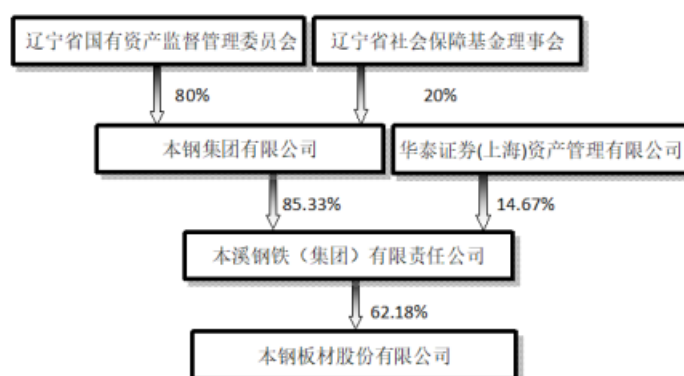 辽宁省国有资产监督管理委员会
辽宁省社会保障基金理事会
80%
20%
本钢集团有限公司
华泰证券(上海)资产管理有限公司
85.33%
14.67%
本溪钢铁（集团）有限责任公司
62.18%
本钢板材股份有限公司